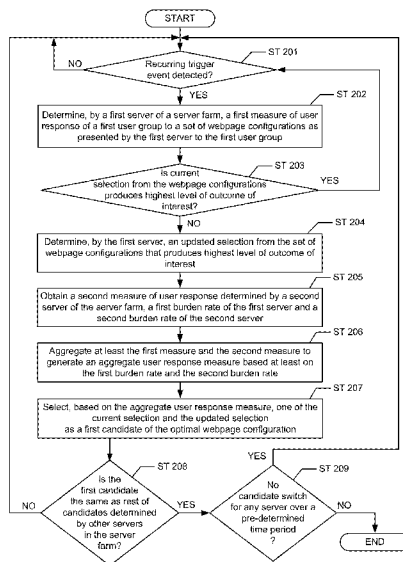 START
ST 201
Recurring trigger
event detected?
NO
YES
ST 202
Determine, by a first server of a server farm, a first measure of user
response of a first user group to a set of webpage configurations as
presented by the first server to the first user group
ST 203
Is current
selection from the webpage configurations
produces highest level of outcome of
interest?
YES
NO
ST 204
Determine, by the first server, an updated selection from the set of
webpage configurations that produces highest level of outcome of
interest
ST 205
Obtain a second measure of user response determined by a second
server of the server farm, a first burden rate of the first server and a
second burden rate of the second server
ST 206
Aggregate at least the first measure and the second measure to
generate an aggregate user response measure based at least on
the first burden rate and the second burden rate
ST 207
Select, based on the aggregate user response measure, one of the
current selection and the updated selection
as a first candidate of the optimal webpage configuration
ST 208
Is the
first candidate
the same as rest of
candidates determined
by other servers
in the server
farm?
NO
YES
YES
ST 209
No
candidate switch
for any server over a
pre-determined
time period
?
NO
END